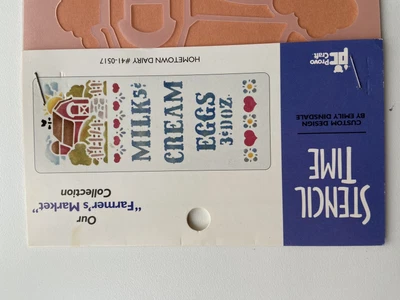 STENCIL
TIME
CUSTOM DESIGN
BY EMILY DINSDALE
Provo
Craft
Our
"Farmer's Market"
Collection
MILK 5¢
CREAM
EGGS
3¢DOZ.
HOMETOWN DAIRY #41-0517